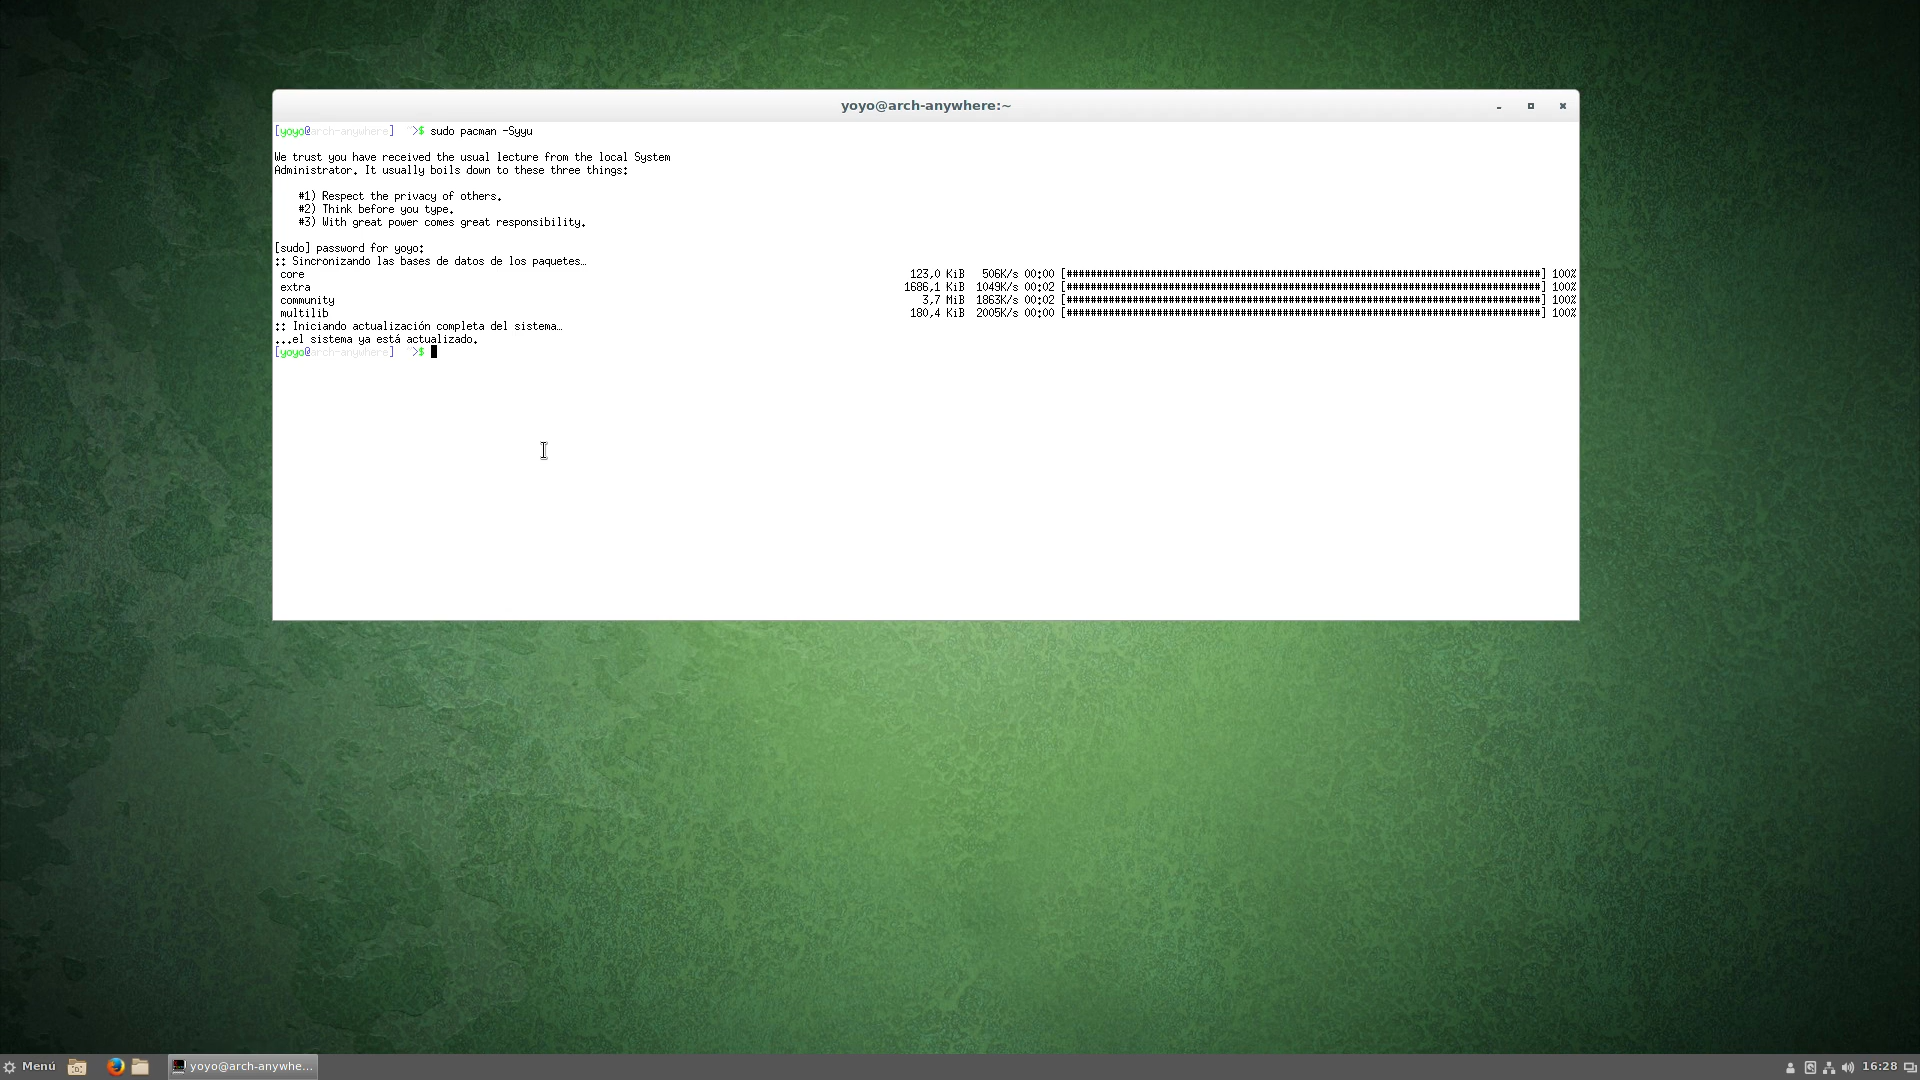 yoyo@arch-anywhere:~
[yoyo@arch-anywhere] ~>$ sudo pacman -Syyu
We trust you have received the usual lecture from the local System
Administrator. It usually boils down to these three things:
#1) Respect the privacy of others.
#2) Think before you type.
#3) With great power comes great responsibility.
[sudo] password for yoyo:
:: Sincronizando las bases de datos de los paquetes…
core 123,0 KiB 506K/s 00:00 [################################################################################] 100%
extra 1686,1 KiB 1049K/s 00:02 [################################################################################] 100%
community 3,7 MiB 1863K/s 00:02 [################################################################################] 100%
multilib 180,4 KiB 2005K/s 00:00 [################################################################################] 100%
:: Iniciando actualización completa del sistema…
...el sistema ya está actualizado.
[yoyo@arch-anywhere] ~>$
Menú
yoyo@arch-anywhe...
16:28